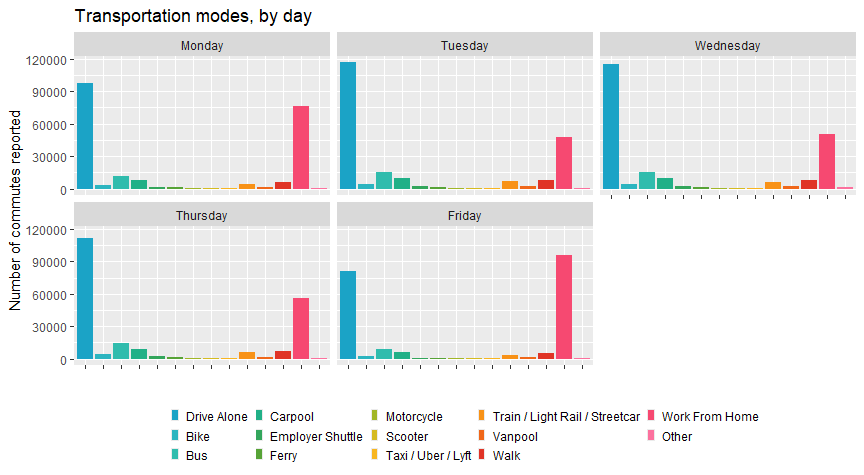 Transportation modes, by day
Monday
Tuesday
Wednesday
120000
90000
60000
30000
0
Thursday
Friday
120000
90000
60000
30000
0
Number of commutes reported
Drive Alone
Bike
Bus
Carpool
Employer Shuttle
Ferry
Motorcycle
Scooter
Taxi / Uber / Lyft
Train / Light Rail / Streetcar
Vanpool
Walk
Work From Home
Other